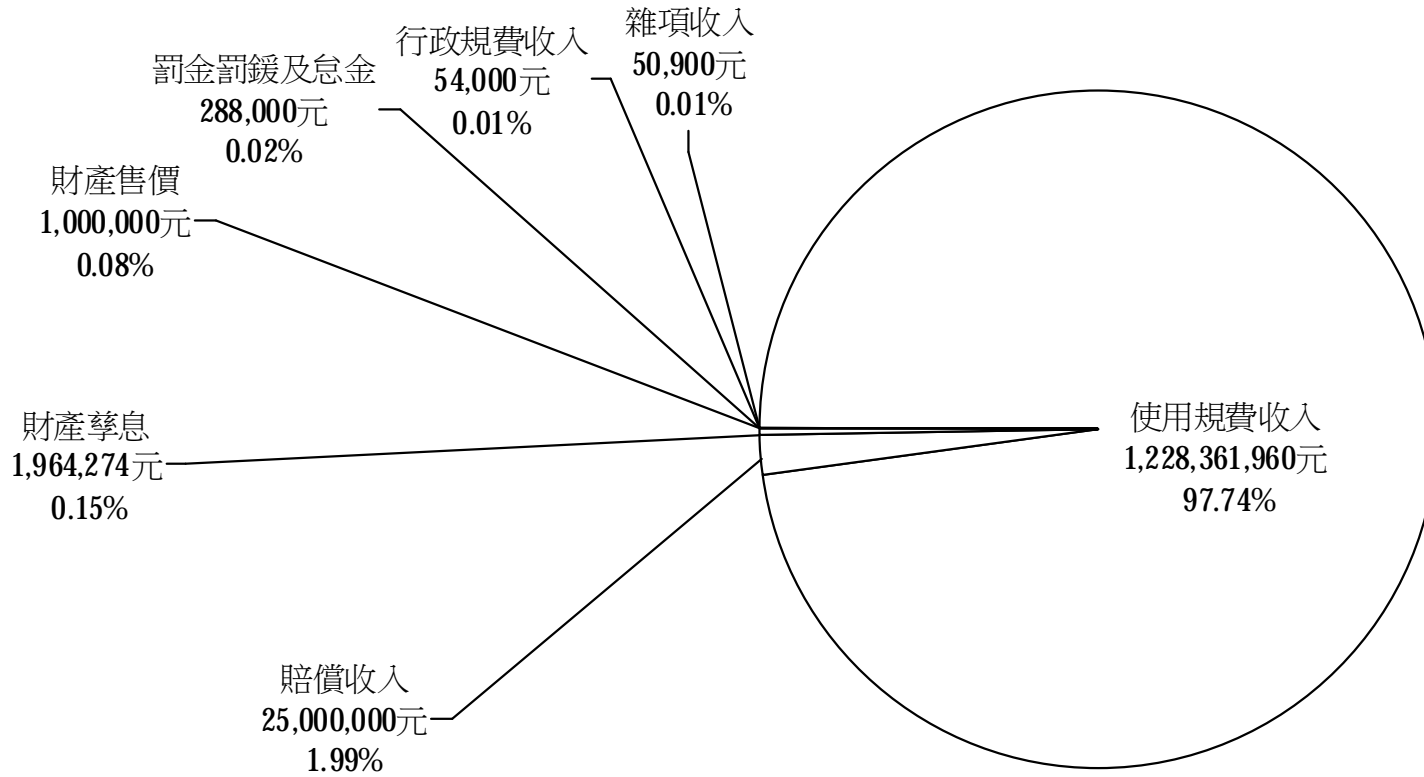 雜項收入
50,900元
0.01%
行政規費收入
54,000元
0.01%
罰金罰鍰及怠金
288,000元
0.02%
財產售價
1,000,000元
0.08%
財產孳息
1,964,274元
0.15%
賠償收入
25,000,000元
1.99%
使用規費收入
1,228,361,960元
97.74%